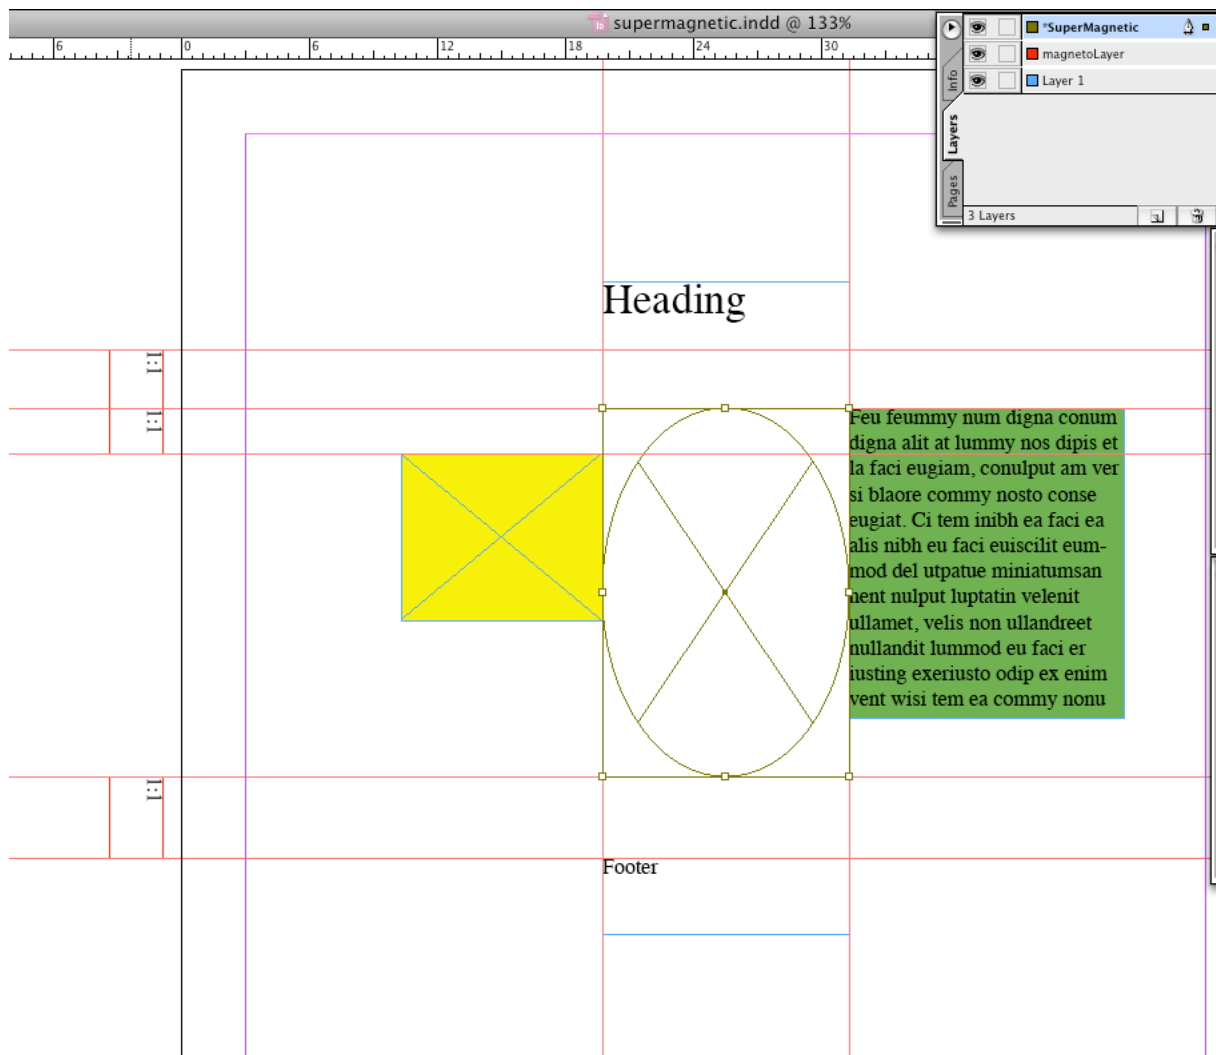 supermagnetic.indd @ 133%
6 0 6 12 18 24 30
*SuperMagnetic
magnetoLayer
Layer 1
Info
Layers
Pages
3 Layers
Heading
1:1
1:1
Feu feummy num digna conum
digna alit at lummy nos dipis et
la faci eugiam, conulput am ver
si blaore commy nosto conse
eugiat. Ci tem inibh ea faci ea
alis nibh eu faci euiscilit eum-
mod del utpatue miniatumsan
hent nulput luptatin velenit
ullamet, velis non ullandreet
nullandit lummod eu faci er
iusting exeriusto odip ex enim
vent wisi tem ea commy nonu
1:1
Footer